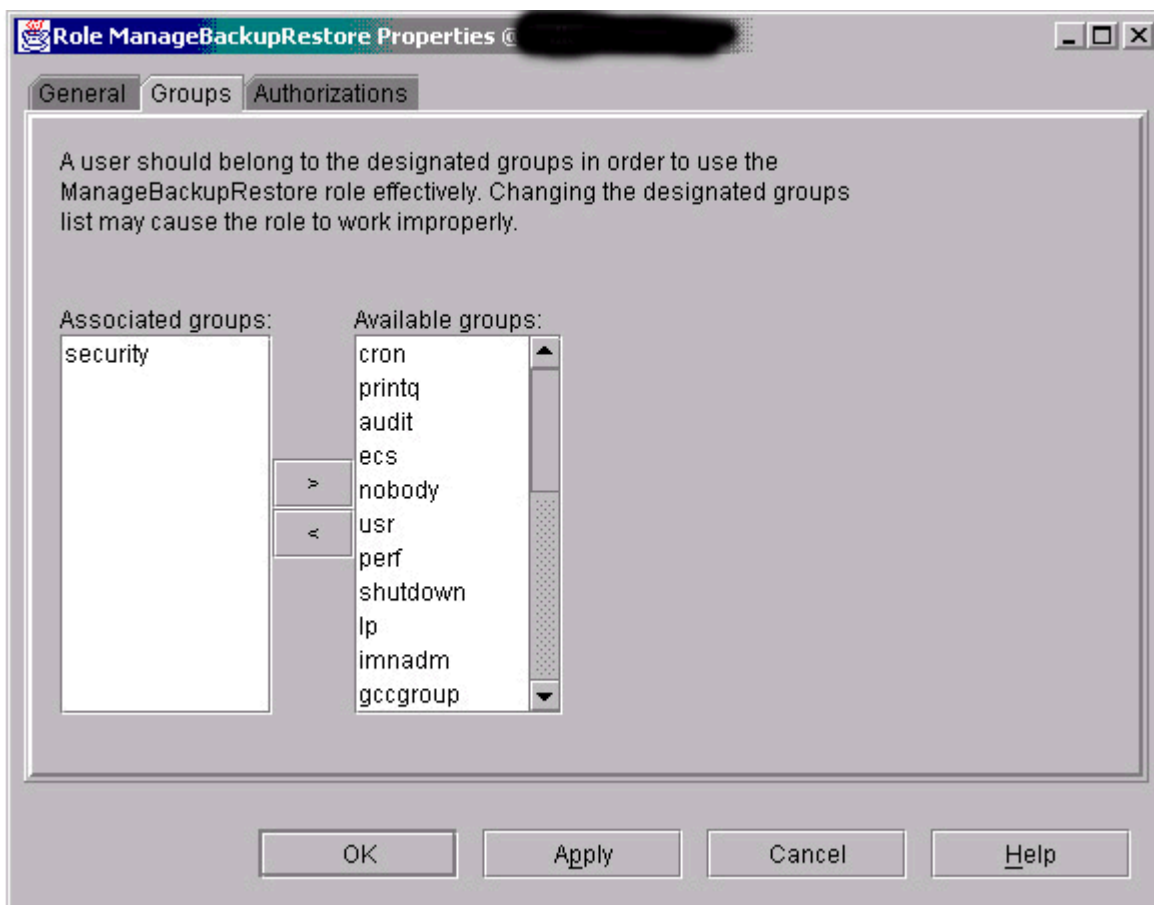 Role ManageBackupRestore Properties @
General Groups Authorizations
A user should belong to the designated groups in order to use the
ManageBackupRestore role effectively. Changing the designated groups
list may cause the role to work improperly.
Associated groups:
security
>
<
Available groups:
cron
printq
audit
ecs
nobody
usr
perf
shutdown
lp
imnadm
gccgroup
OK Apply Cancel Help